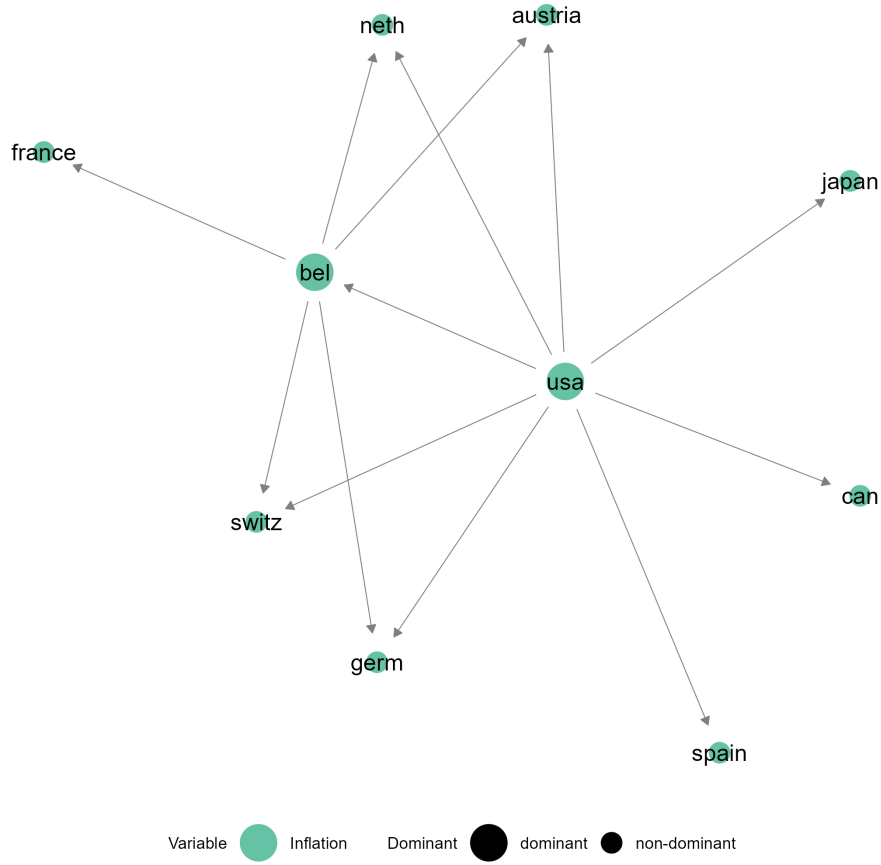 austria
neth
france
japan
bel
usa
can
switz
germ
spain
Variable Inflation Dominant dominant non-dominant